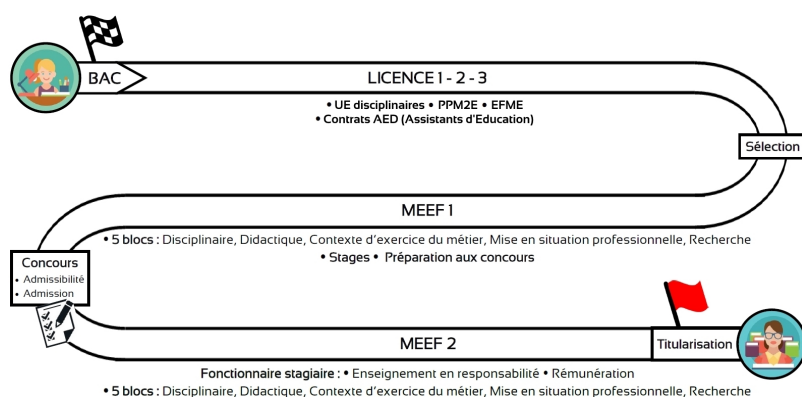 BAC
LICENCE 1 - 2 - 3
• UE disciplinaires • PPM2E • EFME
• Contrats AED (Assistants d'Education)
Sélection
MEEF 1
• 5 blocs : Disciplinaire, Didactique, Contexte d'exercice du métier, Mise en situation professionnelle, Recherche
• Stages • Préparation aux concours
Concours
• Admissibilité
• Admission
MEEF 2
Titularisation
Fonctionnaire stagiaire : • Enseignement en responsabilité • Rémunération
• 5 blocs : Disciplinaire, Didactique, Contexte d'exercice du métier, Mise en situation professionnelle, Recherche